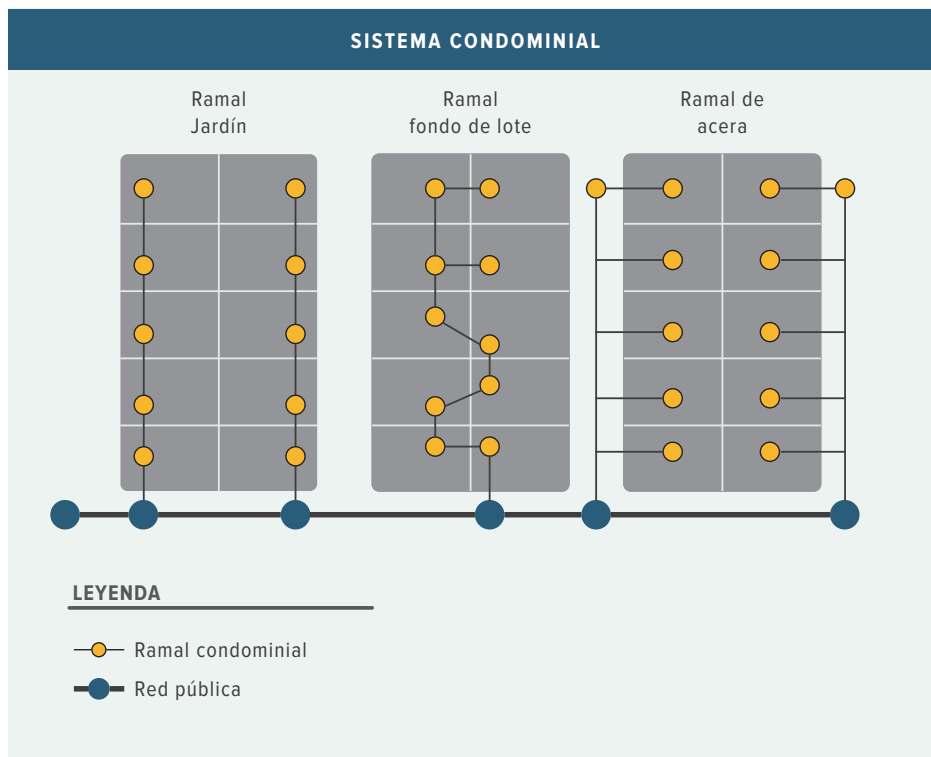 SISTEMA CONDOMINIAL
Ramal
Jardín
Ramal
fondo de lote
Ramal de
acera
LEYENDA
Ramal condominial
Red pública